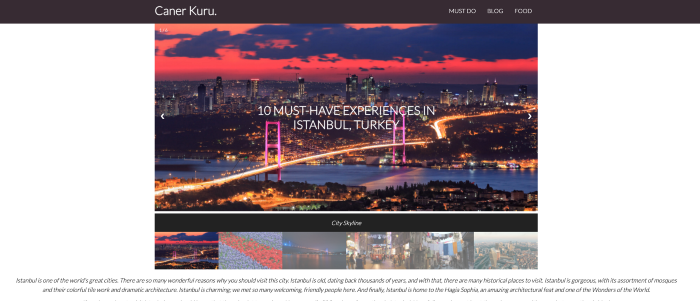 Caner Kuru.
MUST DO BLOG FOOD
1 / 6
10 MUST-HAVE EXPERIENCES IN
ISTANBUL, TURKEY
❮ ❯
City Skyline
Istanbul is one of the world's great cities. There are so many wonderful reasons why you should visit this city. Istanbul is old, dating back thousands of years, and with that, there are many historical places to visit. Istanbul is gorgeous, with its assortment of mosques
and their colorful tile work and dramatic architecture. Istanbul is charming; we met so many welcoming, friendly people here. And finally, Istanbul is home to the Hagia Sophia, an amazing architectural feat and one of the Wonders of the World.